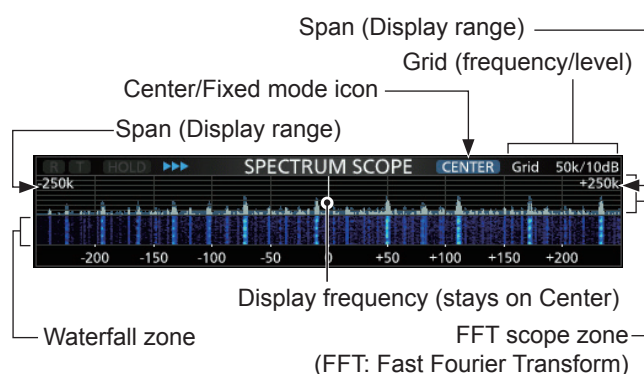 Span (Display range)
Grid (frequency/level)
Center/Fixed mode icon
Span (Display range)
R T HOLD SPECTRUM SCOPE CENTER Grid 50k/10dB
-250k +250k
-200 -150 -100 -50 0 +50 +100 +150 +200
Display frequency (stays on Center)
Waterfall zone
FFT scope zone
(FFT: Fast Fourier Transform)